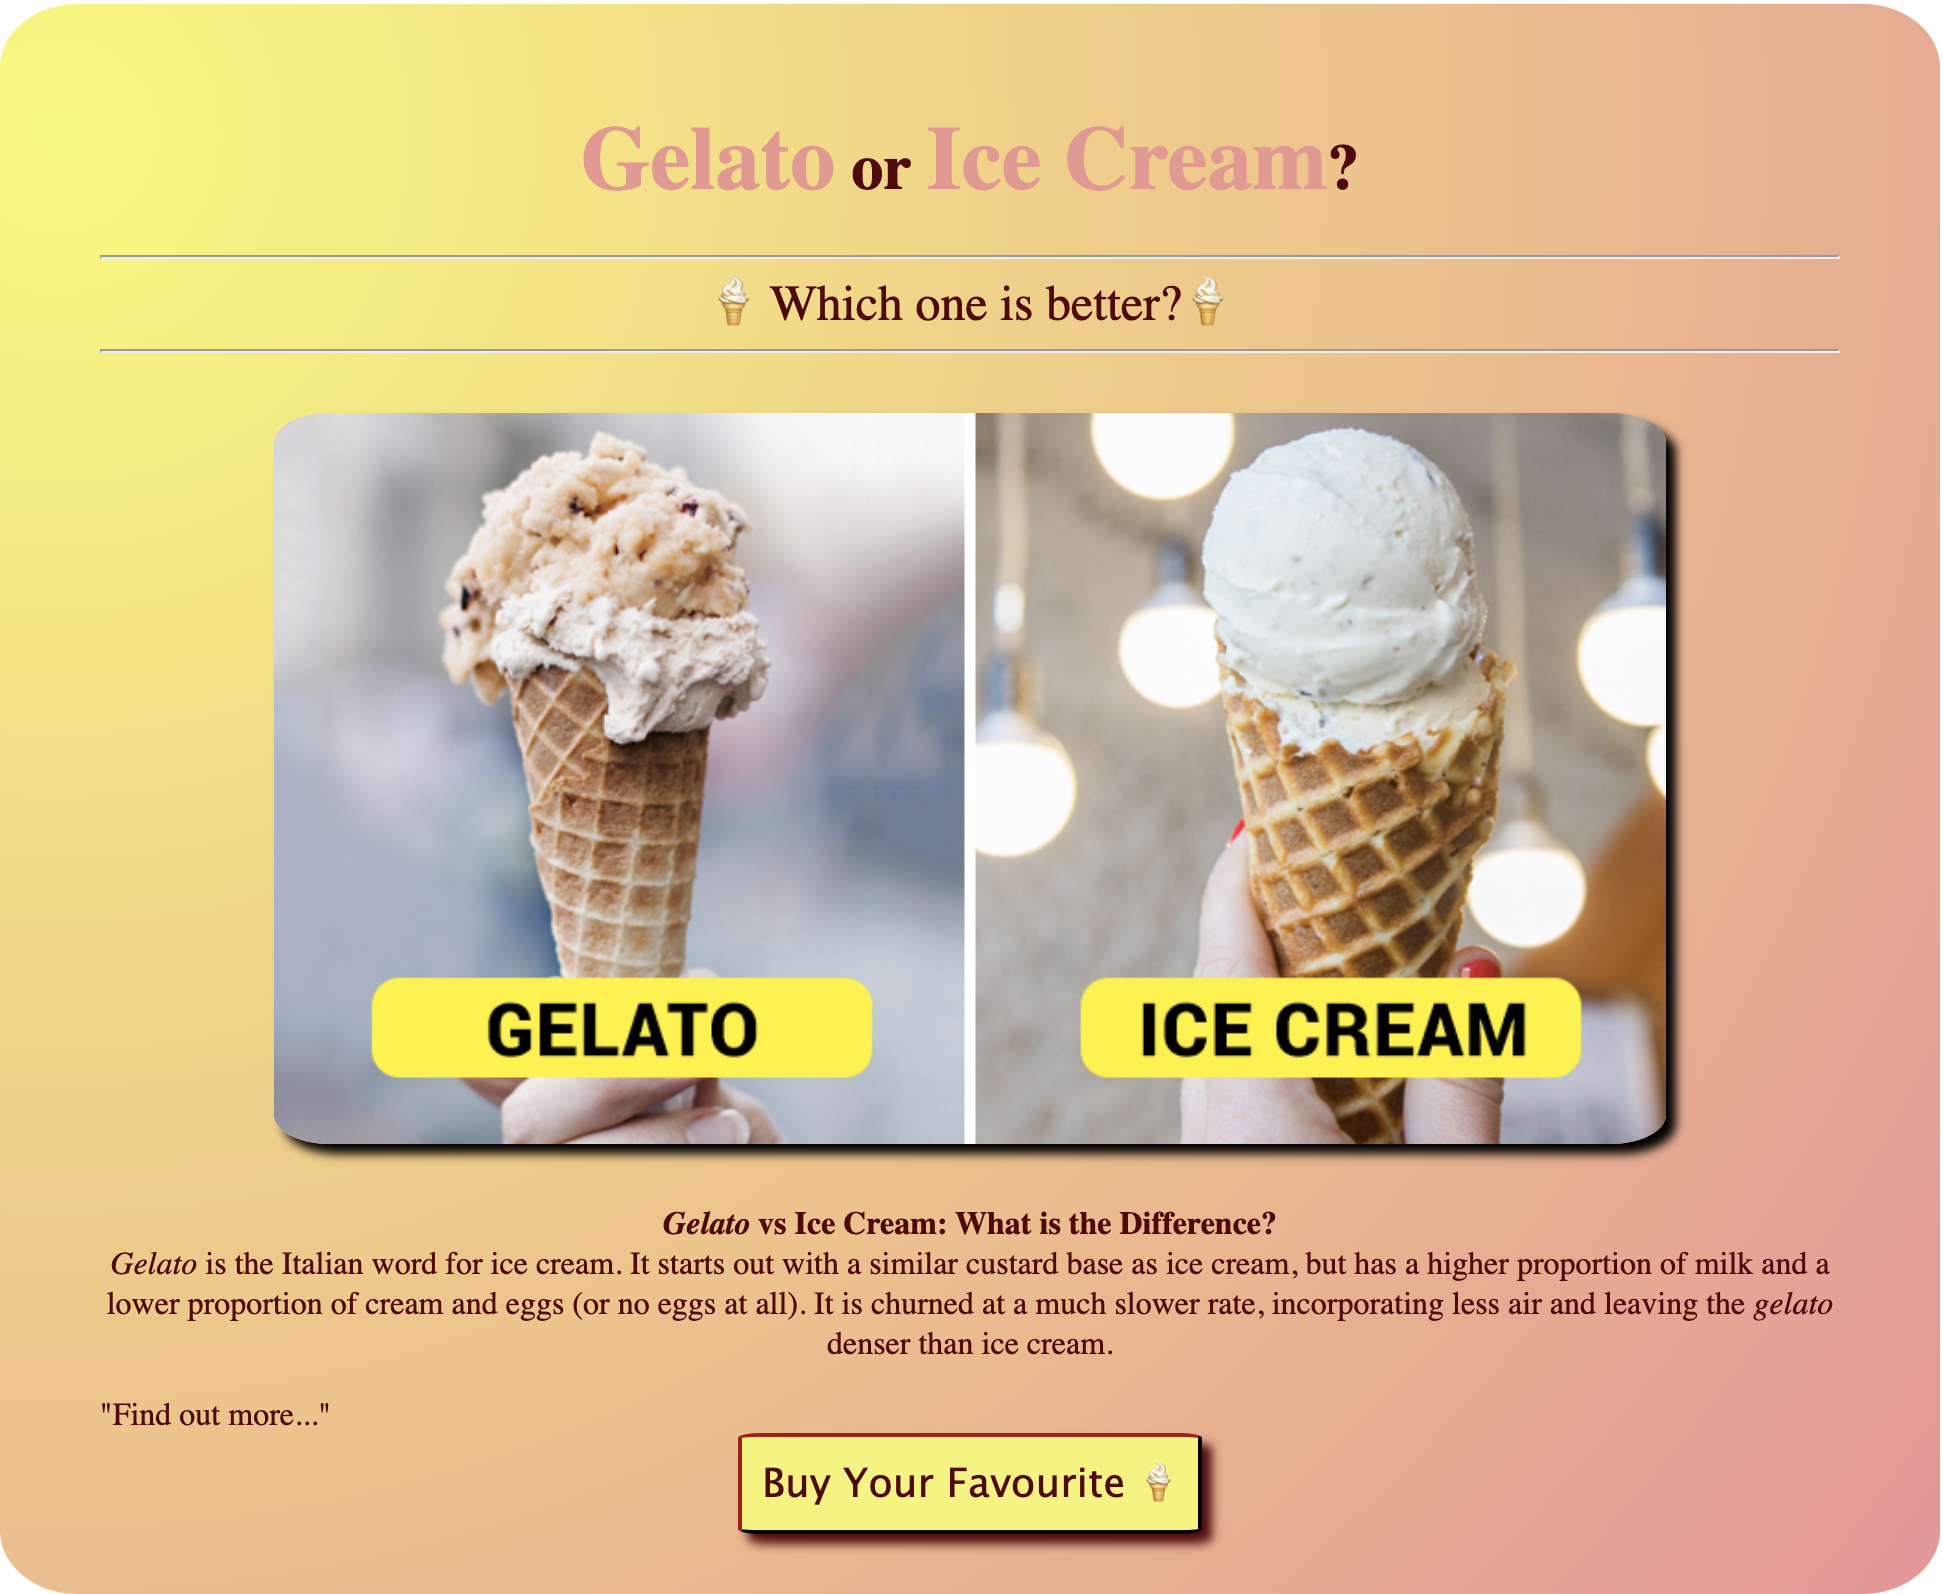 Gelato or Ice Cream?
🍦 Which one is better?🍦
GELATO
ICE CREAM
Gelato vs Ice Cream: What is the Difference?
Gelato is the Italian word for ice cream. It starts out with a similar custard base as ice cream, but has a higher proportion of milk and a
lower proportion of cream and eggs (or no eggs at all). It is churned at a much slower rate, incorporating less air and leaving the gelato
denser than ice cream.
"Find out more..."
Buy Your Favourite 🍦